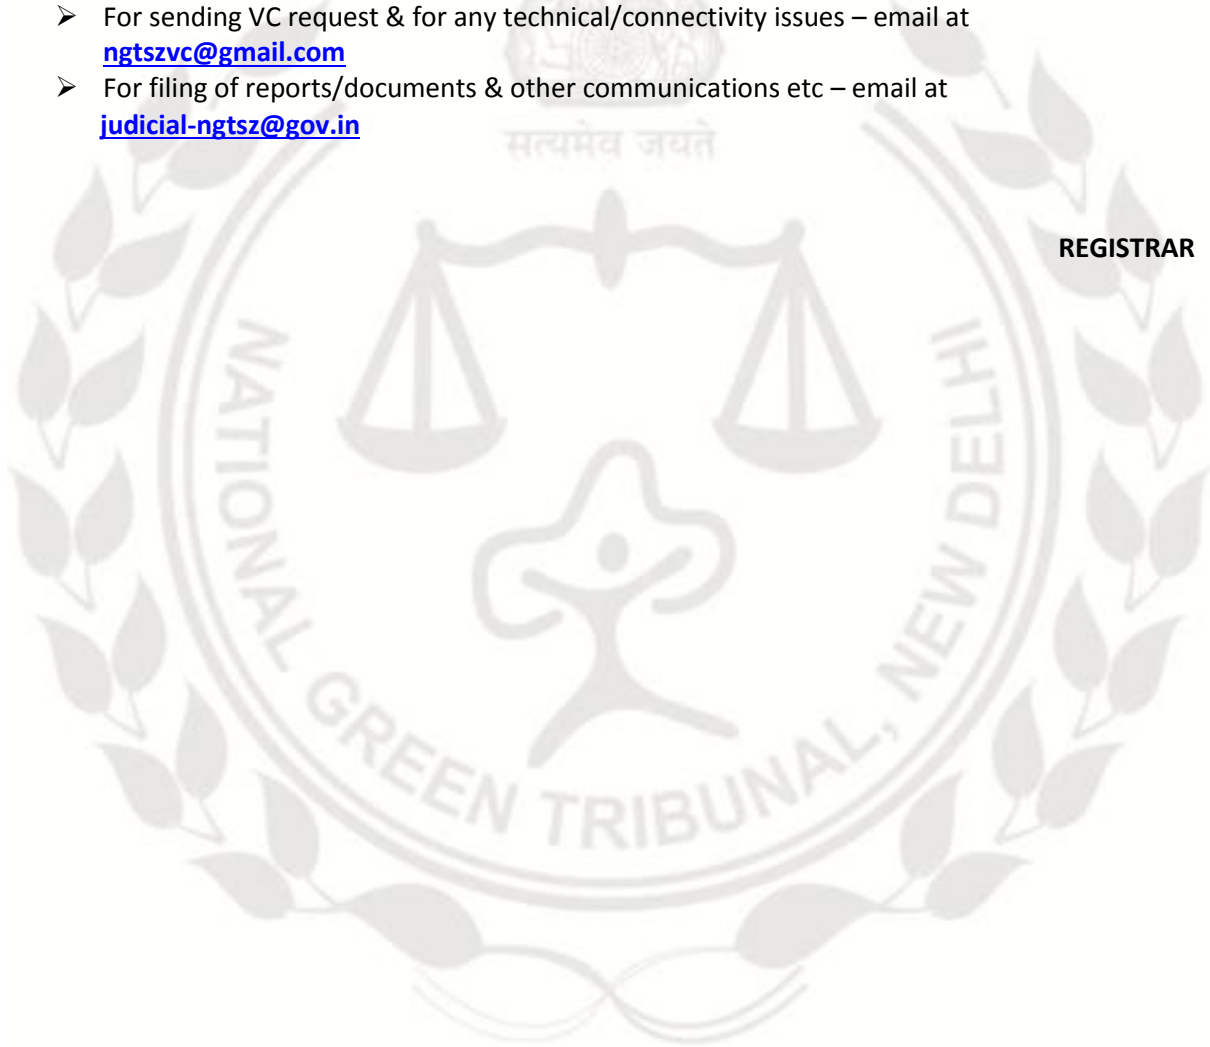 ➢ For sending VC request & for any technical/connectivity issues – email at
ngtszvc@gmail.com
➢ For filing of reports/documents & other communications etc – email at
judicial-ngtsz@gov.in
सत्यमेव जयते
REGISTRAR
NATIONAL GREEN TRIBUNAL, NEW DELHI